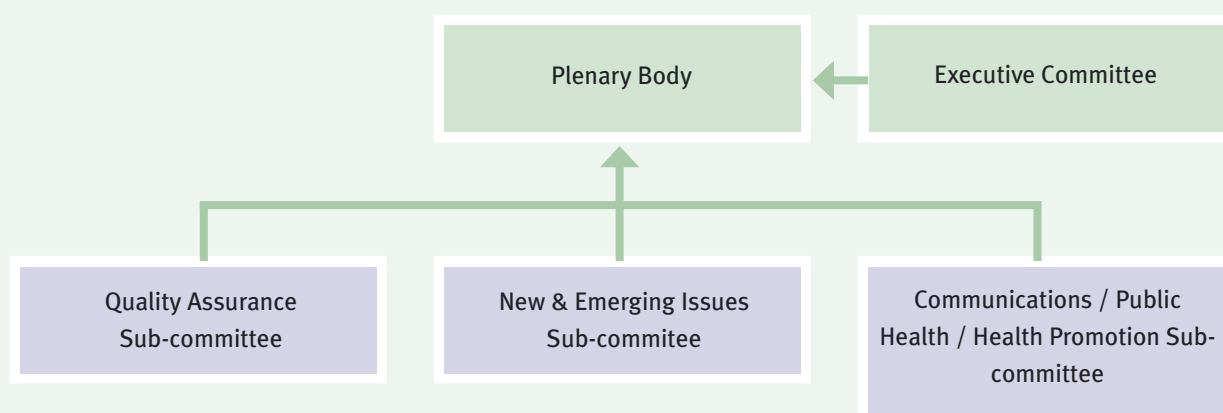 Plenary Body
Executive Committee
Quality Assurance
Sub-committee
New & Emerging Issues
Sub-commitee
Communications / Public
Health / Health Promotion Sub-
committee